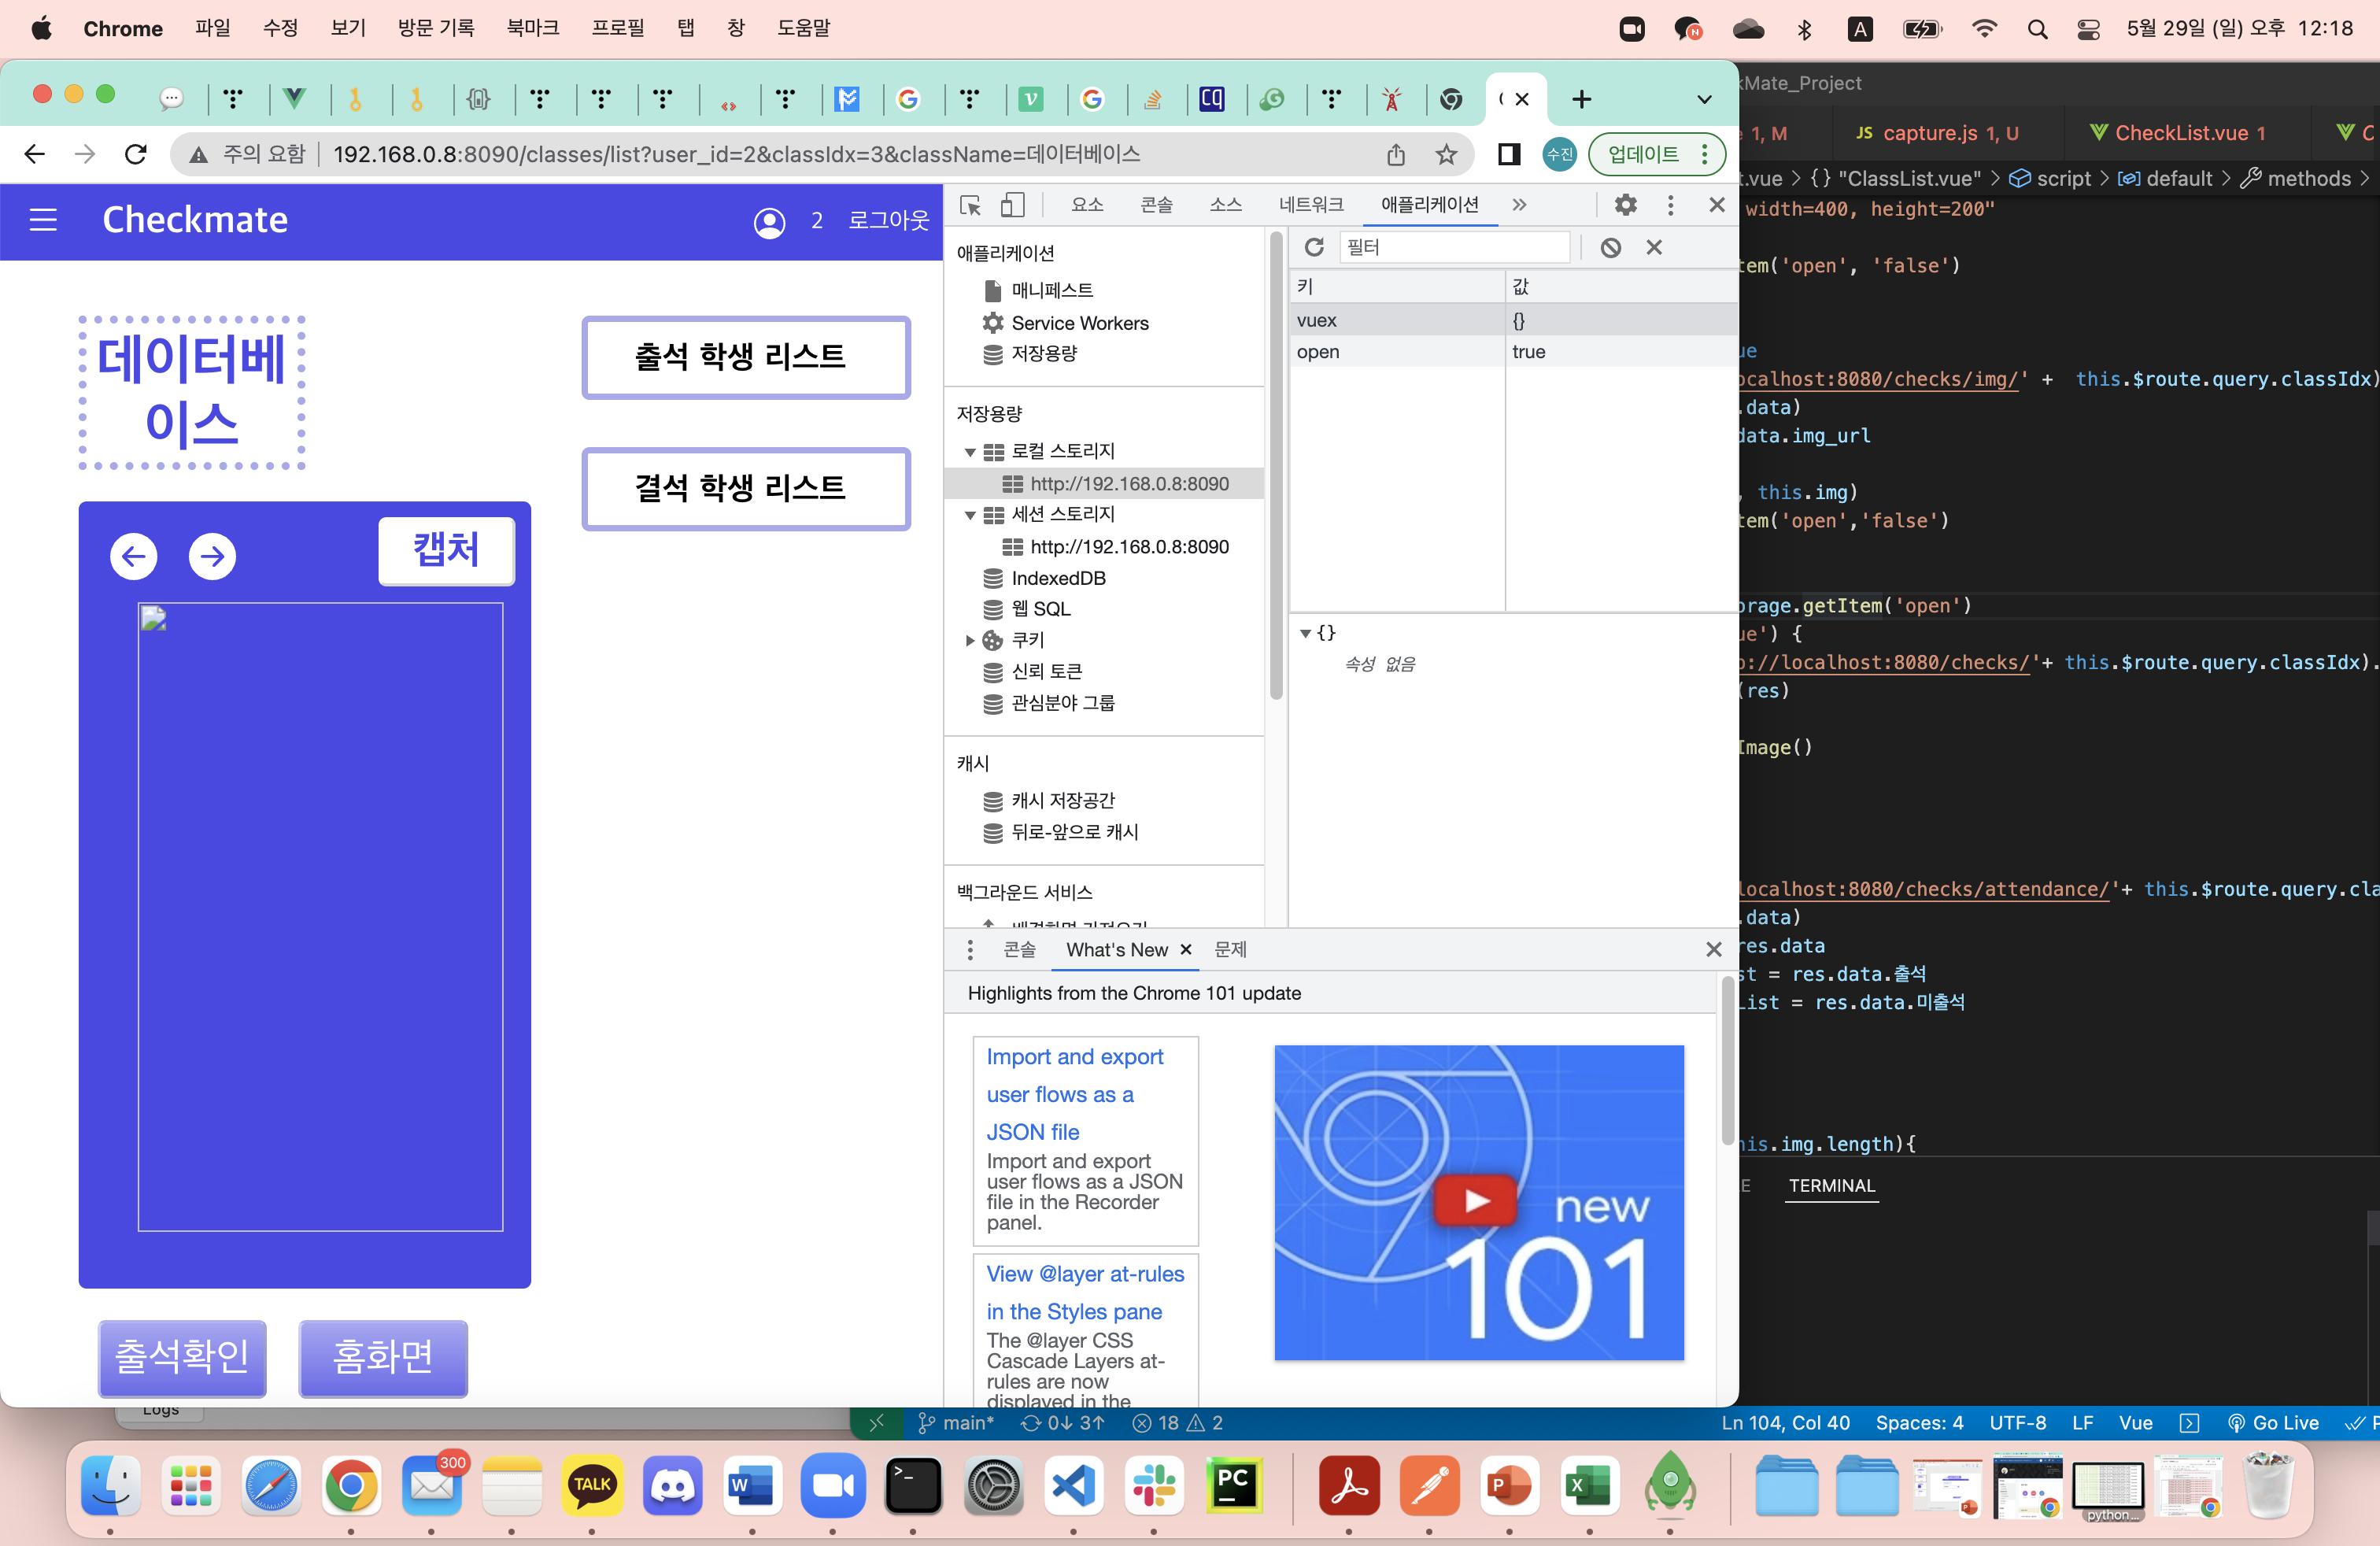 Chrome 파일 수정 보기 방문 기록 북마크 프로필 탭 창 도움말 A 5월 29일 (일) 오후 12:18
주의 요함 192.168.0.8:8090/classes/list?user_id=2&classIdx=3&className=데이터베이스 수진 업데이트
Checkmate 2 로그아웃
데이터베
이스
출석 학생 리스트
결석 학생 리스트
캡처
출석확인 홈화면
요소 콘솔 소스 네트워크 애플리케이션
애플리케이션
매니페스트
Service Workers
저장용량
저장용량
로컬 스토리지
http://192.168.0.8:8090
세션 스토리지
http://192.168.0.8:8090
IndexedDB
웹 SQL
쿠키
신뢰 토큰
관심분야 그룹
캐시
캐시 저장공간
뒤로-앞으로 캐시
백그라운드 서비스
필터
키 값
vuex {}
open true
{}
속성 없음
콘솔 What's New 문제
Highlights from the Chrome 101 update
Import and export
user flows as a
JSON file
Import and export
user flows as a JSON
file in the Recorder
panel.
View @layer at-rules
in the Styles pane
The @layer CSS
Cascade Layers at-
rules are now
displayed in the
new
101
kMate_Project
1, M JS capture.js 1, U CheckList.vue 1
t.vue > {} "ClassList.vue" > script > default > methods >
width=400, height=200"
tem('open', 'false')
ue
ocalhost:8080/checks/img/' + this.$route.query.classIdx)
.data)
data.img_url
, this.img)
tem('open','false')
orage.getItem('open')
ue') {
p://localhost:8080/checks/'+ this.$route.query.classIdx).
(res)
Image()
localhost:8080/checks/attendance/'+ this.$route.query.cla
.data)
res.data
st = res.data.출석
List = res.data.미출석
his.img.length){
E TERMINAL
Logs
main* 0↓ 3↑ 18 2 Ln 104, Col 40 Spaces: 4 UTF-8 LF Vue Go Live
300 TALK W >_ PC P X python...